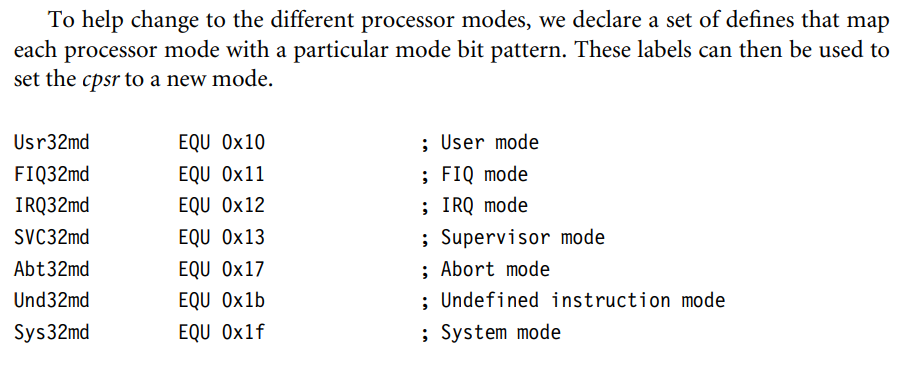 To help change to the different processor modes, we declare a set of defines that map
each processor mode with a particular mode bit pattern. These labels can then be used to
set the cpsr to a new mode.
Usr32md EQU 0x10 ; User mode
FIQ32md EQU 0x11 ; FIQ mode
IRQ32md EQU 0x12 ; IRQ mode
SVC32md EQU 0x13 ; Supervisor mode
Abt32md EQU 0x17 ; Abort mode
Und32md EQU 0x1b ; Undefined instruction mode
Sys32md EQU 0x1f ; System mode